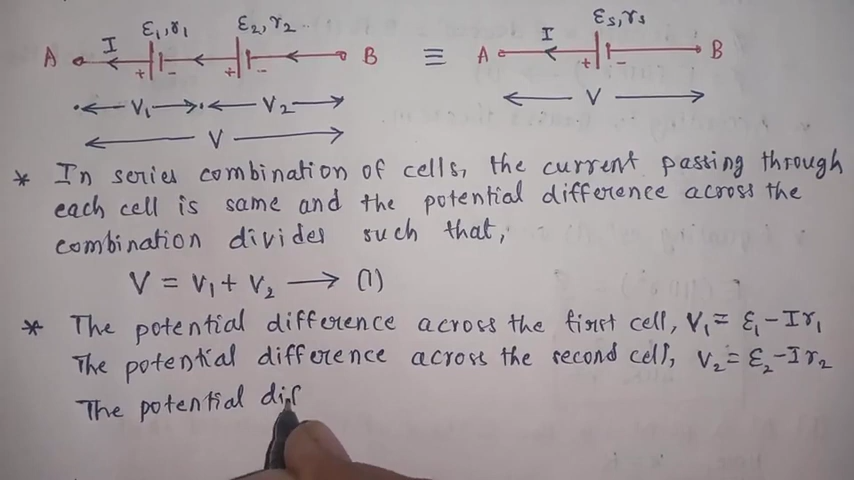 ε₁,r₁ ε₂,r₂ εs,rs
A I + - + - B ≡ A I + - B
V₁ V₂ V
V
* In series combination of cells, the current passing through
each cell is same and the potential difference across the
combination divides such that,
V = V₁ + V₂ ⟶ (1)
* The potential difference across the first cell, V₁ = ε₁ - Ir₁
The potential difference across the second cell, V₂ = ε₂ - Ir₂
The potential dif